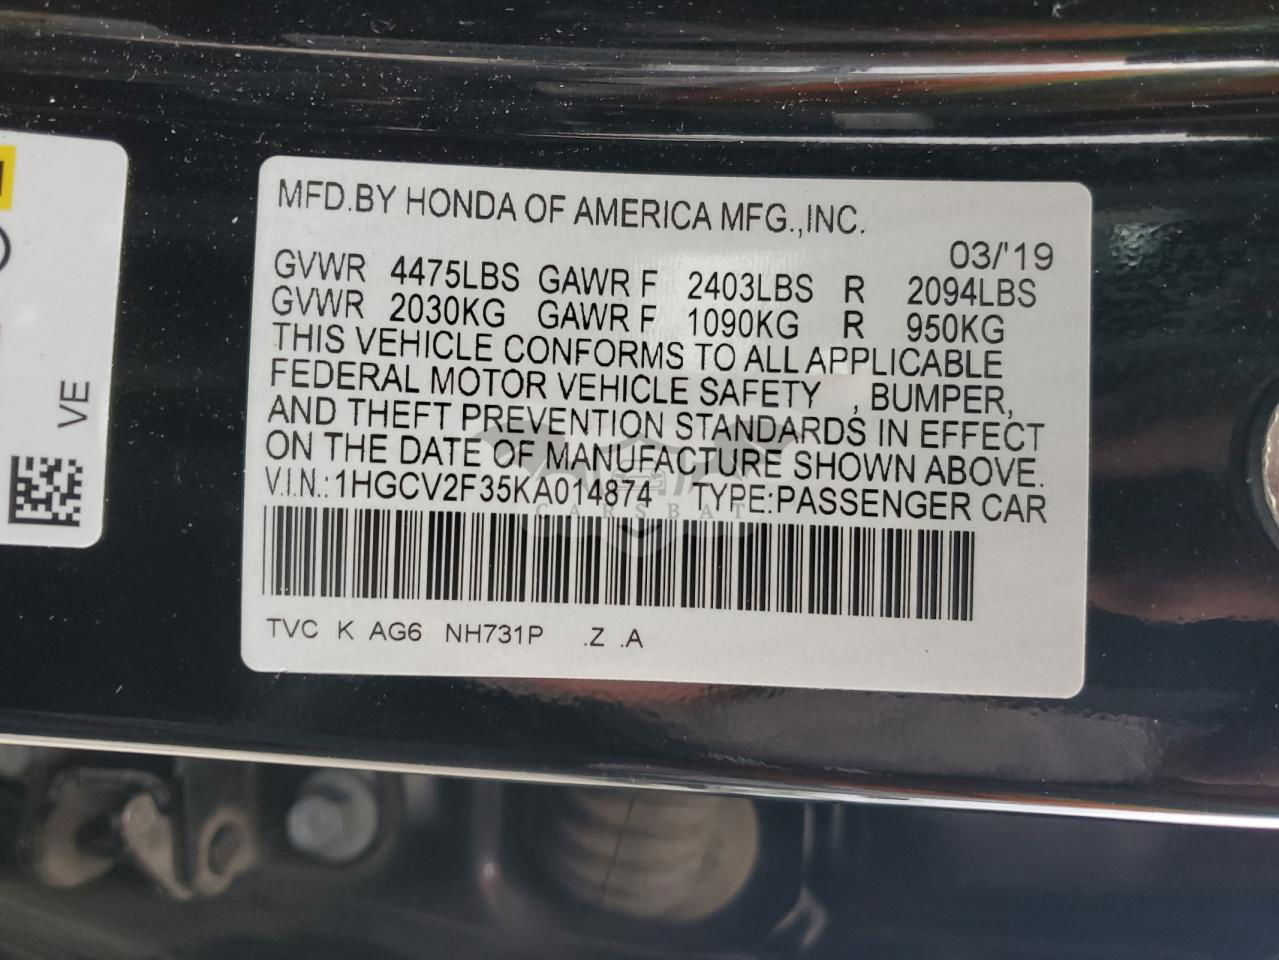 MFD.BY HONDA OF AMERICA MFG.,INC.
03/'19
GVWR 4475LBS GAWR F 2403LBS R 2094LBS
GVWR 2030KG GAWR F 1090KG R 950KG
THIS VEHICLE CONFORMS TO ALL APPLICABLE
FEDERAL MOTOR VEHICLE SAFETY , BUMPER,
AND THEFT PREVENTION STANDARDS IN EFFECT
ON THE DATE OF MANUFACTURE SHOWN ABOVE.
V.I.N.:1HGCV2F35KA014874 TYPE:PASSENGER CAR
CARSBAT
TVC K AG6 NH731P .Z .A
VE